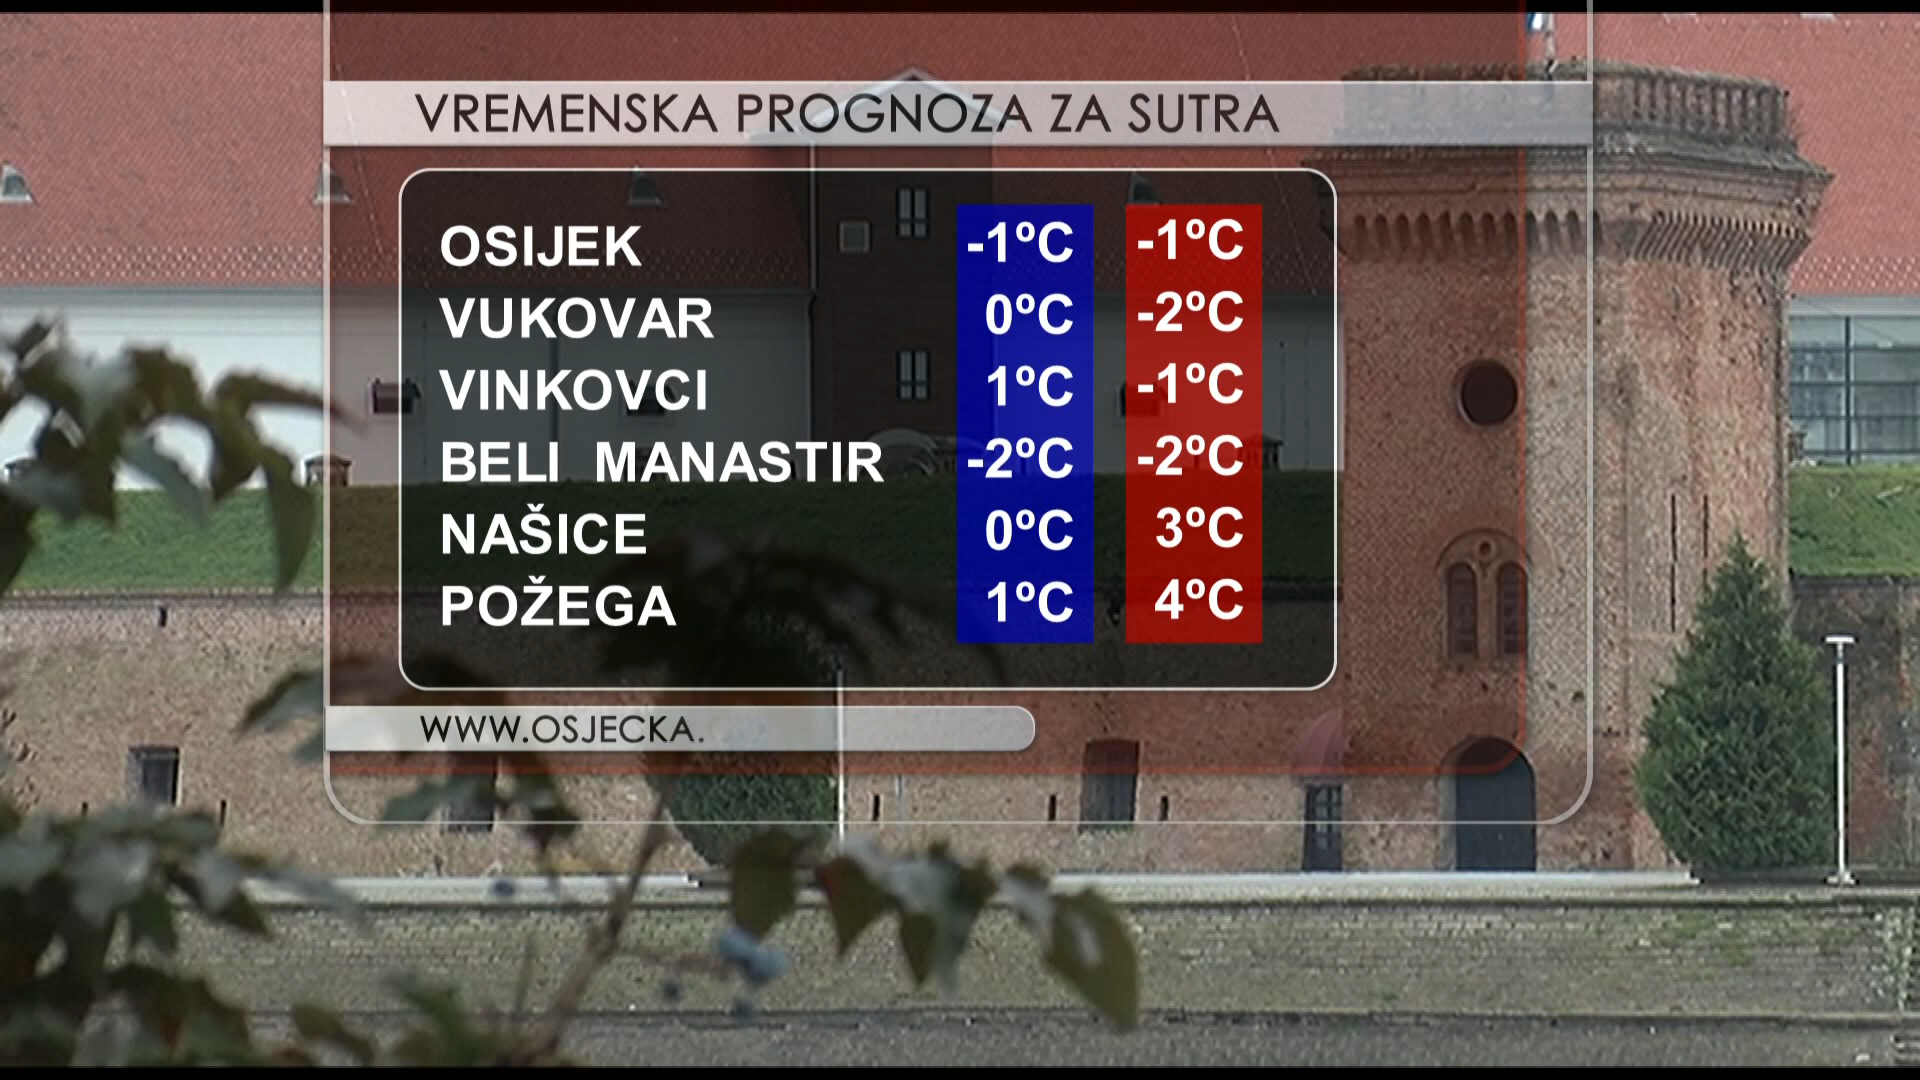 VREMENSKA PROGNOZA ZA SUTRA
OSIJEK -1ºC -1ºC
VUKOVAR 0ºC -2ºC
VINKOVCI 1ºC -1ºC
BELI MANASTIR -2ºC -2ºC
NAŠICE 0ºC 3ºC
POŽEGA 1ºC 4ºC
WWW.OSJECKA.